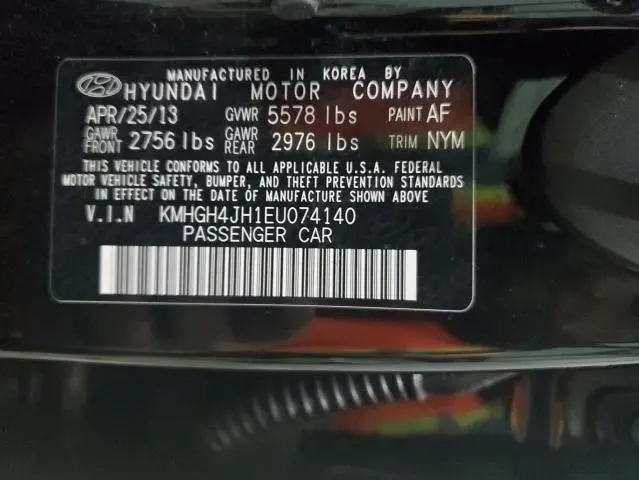 MANUFACTURED IN KOREA BY
HYUNDAI MOTOR COMPANY
APR/25/13 GVWR 5578 lbs PAINT AF
GAWR FRONT 2756 lbs GAWR REAR 2976 lbs TRIM NYM
THIS VEHICLE CONFORMS TO ALL APPLICABLE U.S.A. FEDERAL
MOTOR VEHICLE SAFETY, BUMPER, AND THEFT PREVENTION STANDARDS
IN EFFECT ON THE DATE OF MANUFACTURE SHOWN ABOVE.
V.I.N KMHGH4JH1EU074140
PASSENGER CAR